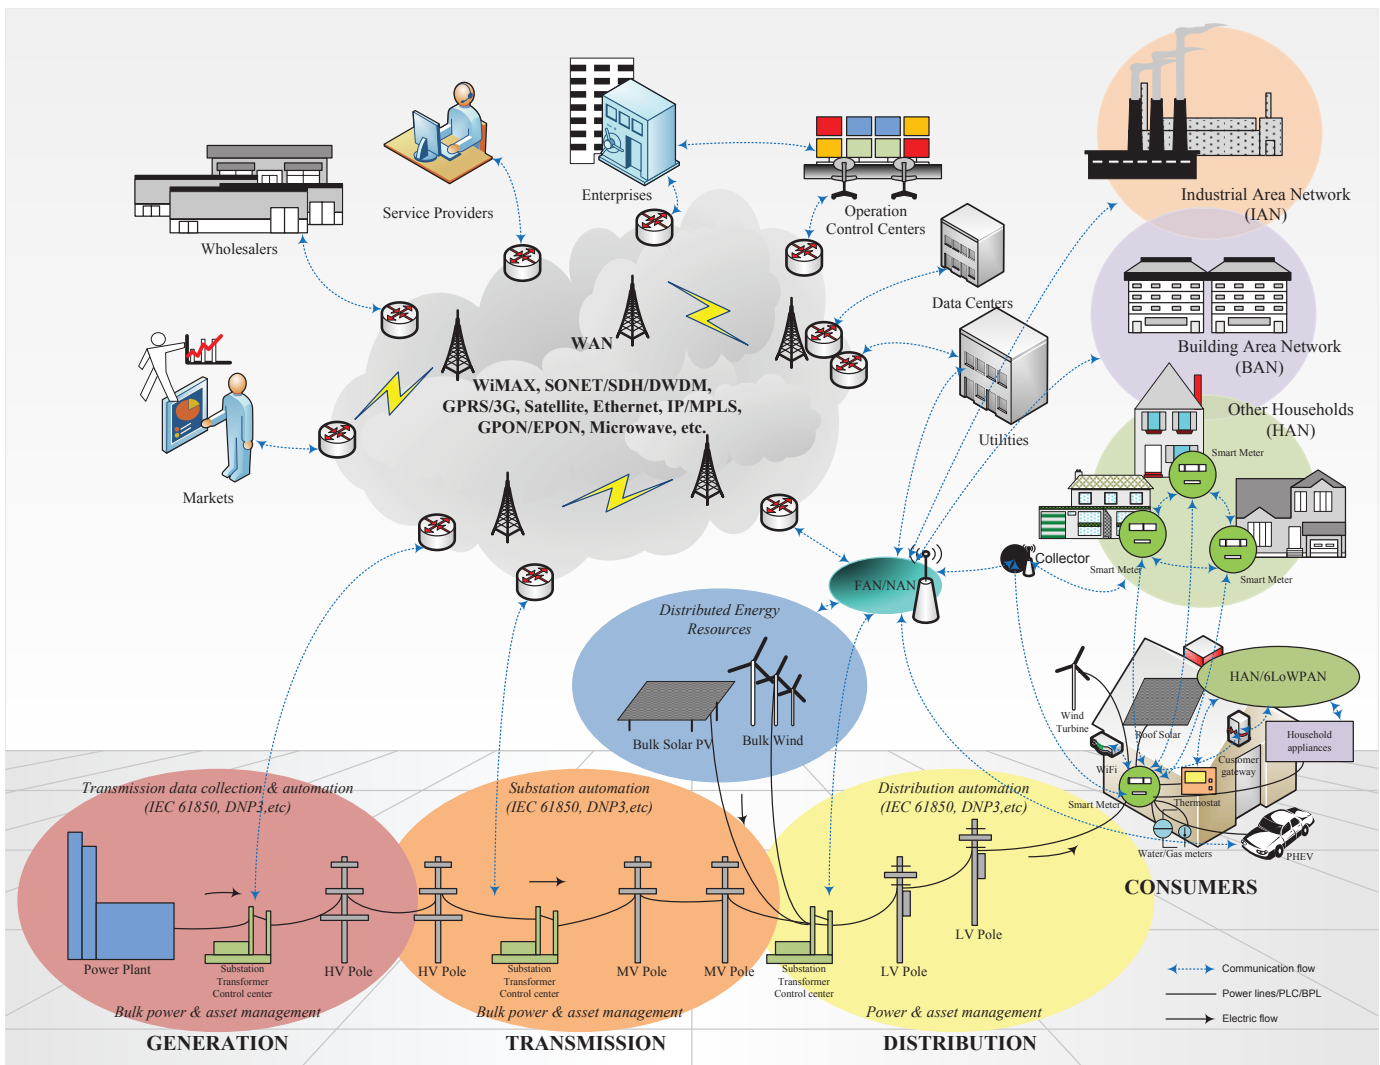 Industrial Area Network
(IAN)
Enterprises
Service Providers
Operation
Control Centers
Wholesalers
Data Centers
WAN
Building Area Network
(BAN)
WiMAX, SONET/SDH/DWDM,
GPRS/3G, Satellite, Ethernet, IP/MPLS,
GPON/EPON, Microwave, etc.
Utilities
Other Households
(HAN)
Smart Meter
Markets
Collector
Smart Meter
Smart Meter
FAN/NAN
Distributed Energy
Resources
Bulk Solar PV
Bulk Wind
HAN/6LoWPAN
Wind
Turbine
Roof Solar
Household
appliances
WiFi
Customer
gateway
Smart Meter
Thermostat
Water/Gas meters
PHEV
CONSUMERS
Transmission data collection & automation
(IEC 61850, DNP3,etc)
Substation automation
(IEC 61850, DNP3,etc)
Distribution automation
(IEC 61850, DNP3,etc)
Power Plant
Substation
Transformer
Control center
HV Pole
HV Pole
Substation
Transformer
Control center
MV Pole
MV Pole
Substation
Transformer
Control center
LV Pole
LV Pole
Bulk power & asset management
Bulk power & asset management
Power & asset management
GENERATION
TRANSMISSION
DISTRIBUTION
Communication flow
Power lines/PLC/BPL
Electric flow